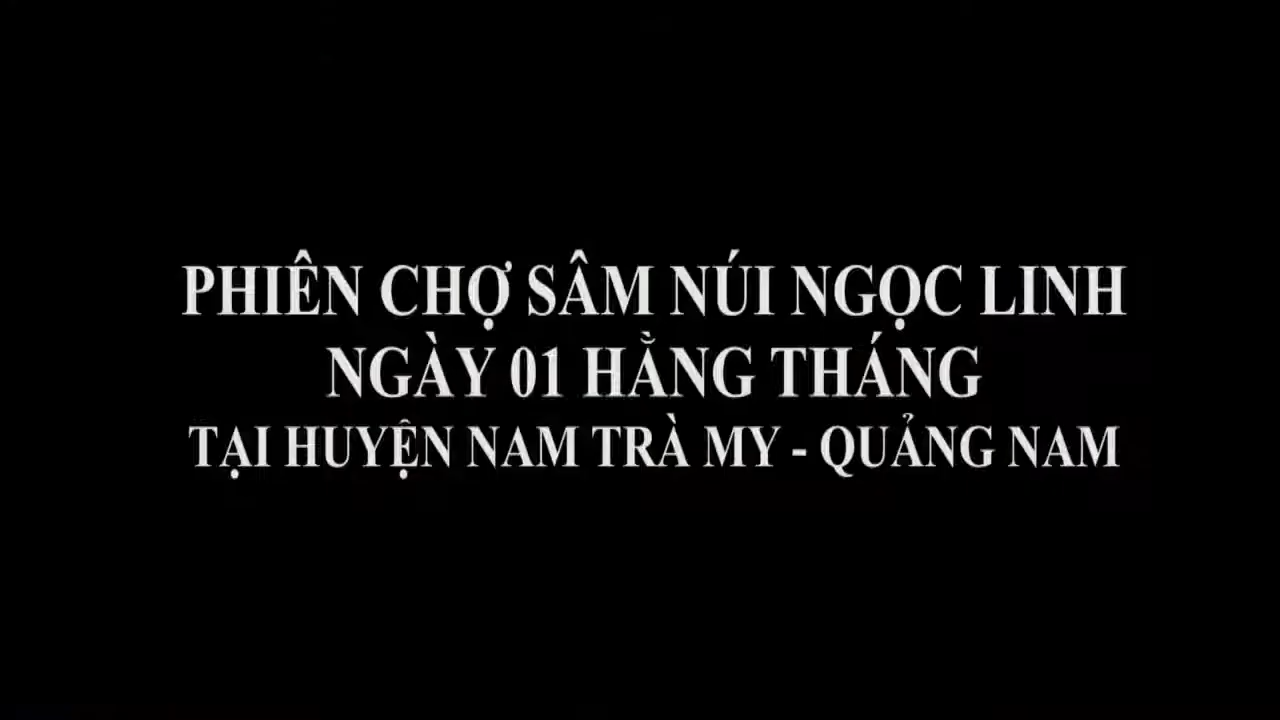 PHIÊN CHỢ SÂM NÚI NGỌC LINH
NGÀY 01 HẰNG THÁNG
TẠI HUYỆN NAM TRÀ MY - QUẢNG NAM